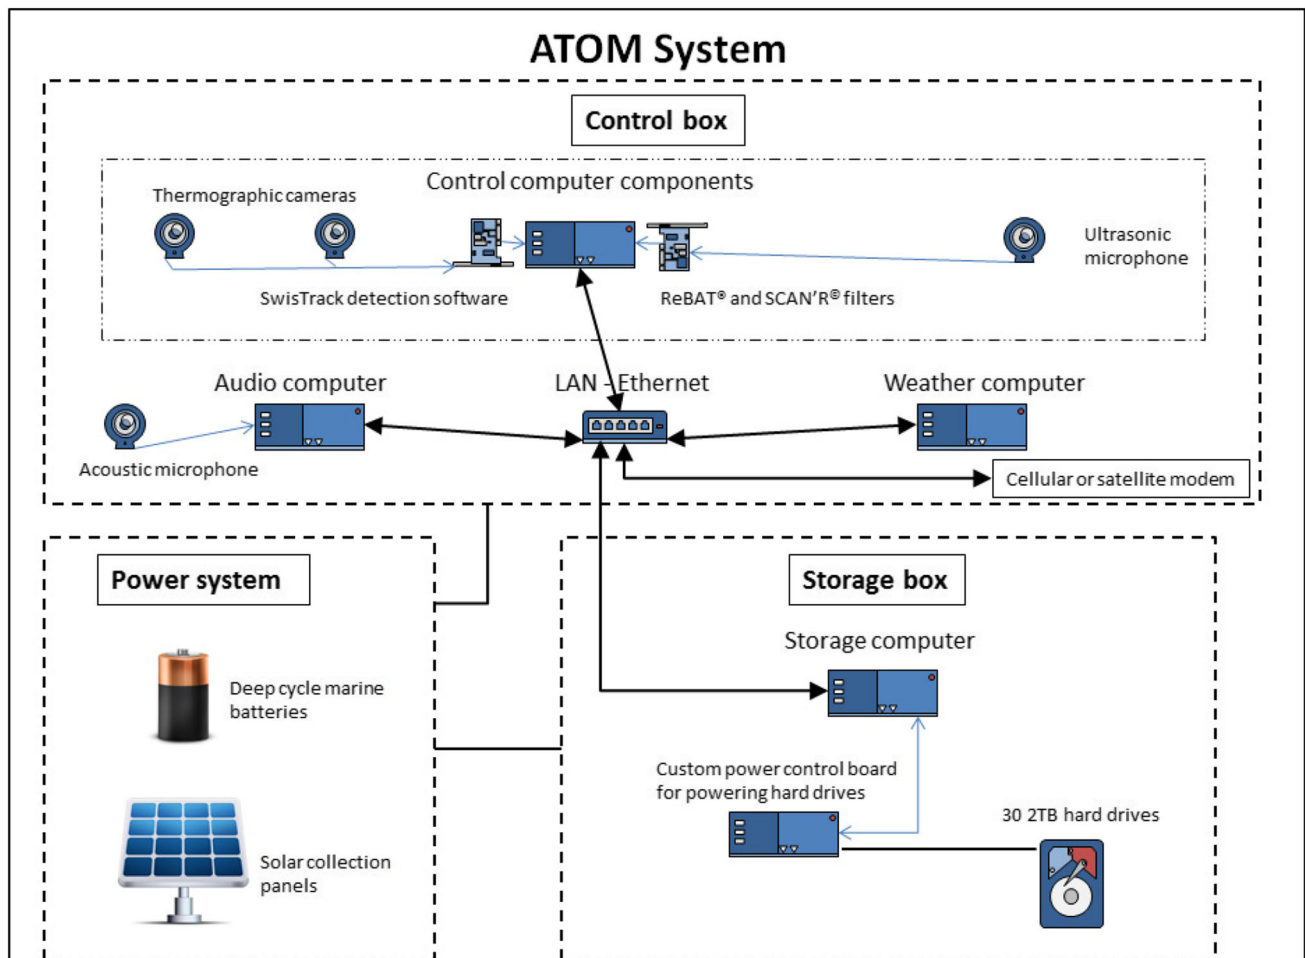 ATOM System
Control box
Control computer components
Thermographic cameras
Ultrasonic
microphone
SwisTrack detection software
ReBAT® and SCAN'R© filters
Audio computer
LAN - Ethernet
Weather computer
Acoustic microphone
Cellular or satellite modem
Power system
Deep cycle marine
batteries
Solar collection
panels
Storage box
Storage computer
Custom power control board
for powering hard drives
30 2TB hard drives